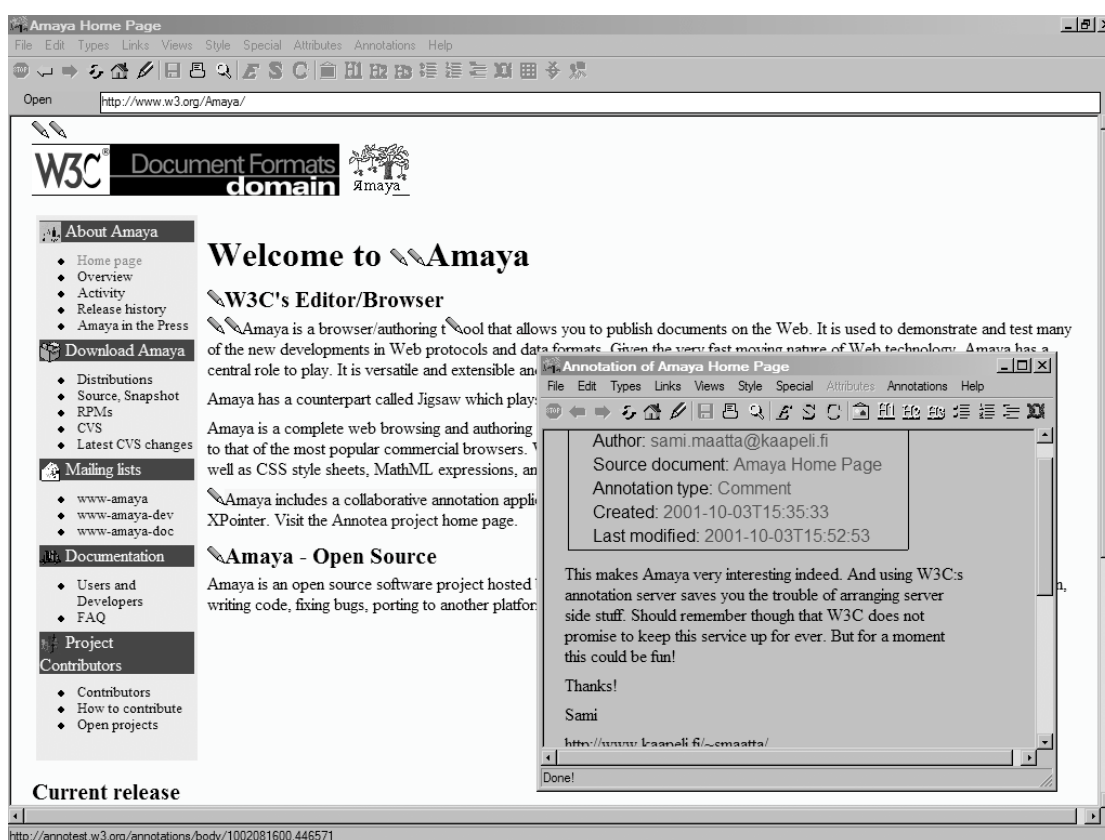 Amaya Home Page
File Edit Types Links Views Style Special Attributes Annotations Help
STOP F S C H1 H2 H3
Open http://www.w3.org/Amaya/
W3C® Document Formats
domain
Amaya
About Amaya
Home page
Overview
Activity
Release history
Amaya in the Press
Download Amaya
Distributions
Source, Snapshot
RPMs
CVS
Latest CVS changes
Mailing lists
www-amaya
www-amaya-dev
www-amaya-doc
Documentation
Users and
Developers
FAQ
Project
Contributors
Contributors
How to contribute
Open projects
Welcome to Amaya
W3C's Editor/Browser
Amaya is a browser/authoring tool that allows you to publish documents on the Web. It is used to demonstrate and test many
of the new developments in Web protocols and data formats. Given the very fast moving nature of Web technology, Amaya has a
central role to play. It is versatile and extensible an
Amaya has a counterpart called Jigsaw which play
Amaya is a complete web browsing and authoring
to that of the most popular commercial browsers.
well as CSS style sheets, MathML expressions, an
Amaya includes a collaborative annotation appli
XPointer. Visit the Annotea project home page.
Amaya - Open Source
Amaya is an open source software project hosted
writing code, fixing bugs, porting to another platfor
Current release
http://annotest.w3.org/annotations/body/1002081600.446571
Annotation of Amaya Home Page
File Edit Types Links Views Style Special Attributes Annotations Help
STOP F S C H1 H2 H3
Author: sami.maatta@kaapeli.fi
Source document: Amaya Home Page
Annotation type: Comment
Created: 2001-10-03T15:35:33
Last modified: 2001-10-03T15:52:53
This makes Amaya very interesting indeed. And using W3C:s
annotation server saves you the trouble of arranging server
side stuff. Should remember though that W3C does not
promise to keep this service up for ever. But for a moment
this could be fun!
Thanks!
Sami
http://www.kaapeli.fi/~smaatta/
Done!